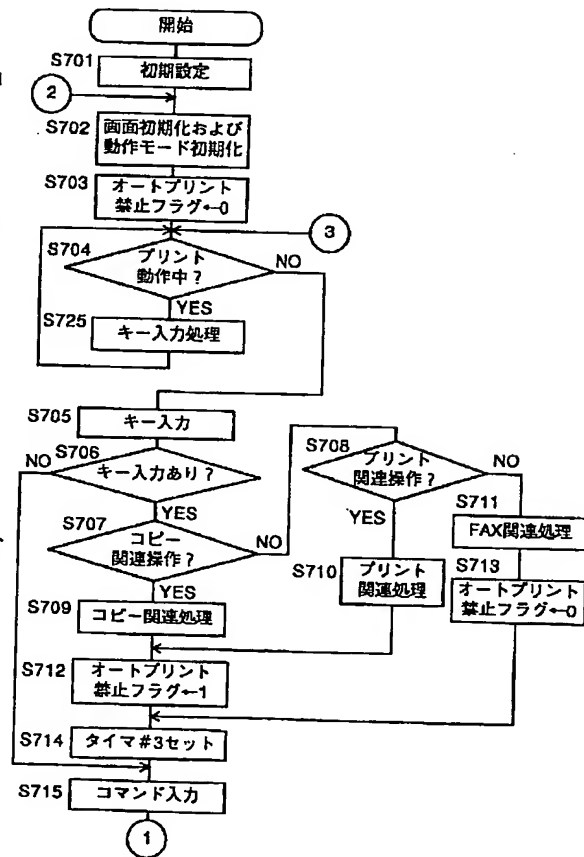 開始
S701
初期設定
2
S702
画面初期化および
動作モード初期化
S703
オートプリント
禁止フラグ←0
3
S704
プリント
動作中？
NO
YES
S725
キー入力処理
S705
キー入力
S706
キー入力あり？
NO
YES
S707
コピー
関連操作？
NO
YES
S708
プリント
関連操作？
NO
YES
S709
コピー関連処理
S710
プリント
関連処理
S711
FAX関連処理
S713
オートプリント
禁止フラグ←0
S712
オートプリント
禁止フラグ←1
S714
タイマ#3セット
S715
コマンド入力
1